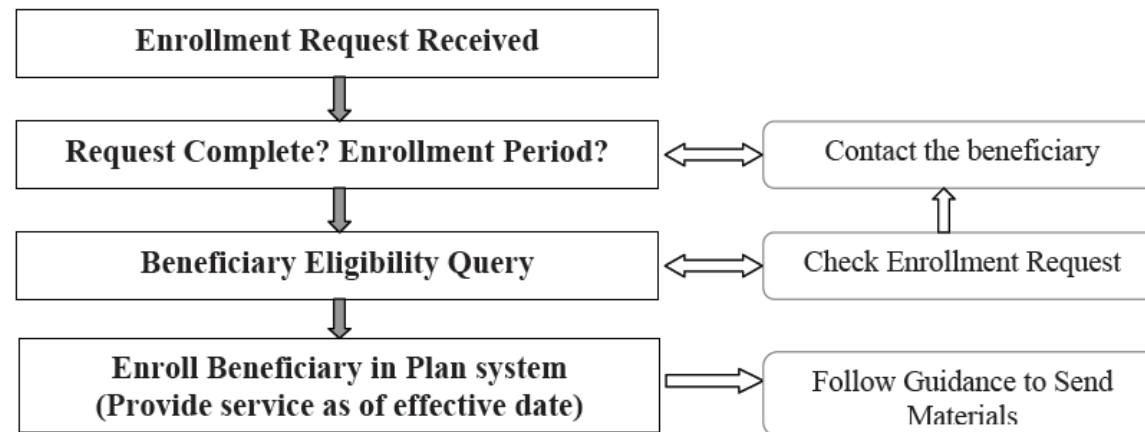 Enrollment Request Received
Request Complete? Enrollment Period?
Contact the beneficiary
Beneficiary Eligibility Query
Check Enrollment Request
Enroll Beneficiary in Plan system
(Provide service as of effective date)
Follow Guidance to Send
Materials